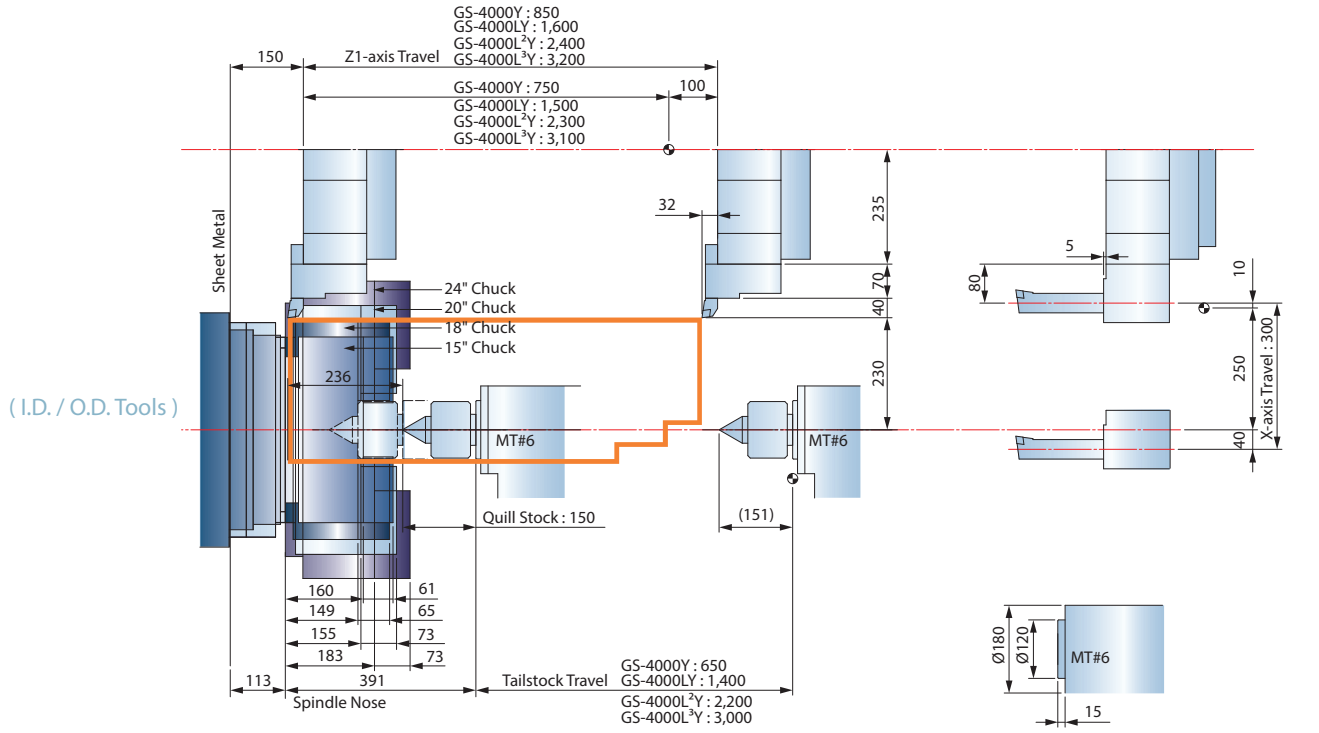 GS-4000Y : 850
GS-4000LY : 1,600
GS-4000L²Y : 2,400
150
Z1-axis Travel
GS-4000L³Y : 3,200
GS-4000Y : 750
100
GS-4000LY : 1,500
GS-4000L²Y : 2,300
GS-4000L³Y : 3,100
Sheet Metal
32
235
70
40
230
5
80
10
250
X-axis Travel : 300
40
24" Chuck
20" Chuck
18" Chuck
15" Chuck
236
( I.D. / O.D. Tools )
MT#6
MT#6
Quill Stock : 150
(151)
160
61
149
65
155
73
183
73
113
391
Spindle Nose
Tailstock Travel
GS-4000Y : 650
GS-4000LY : 1,400
GS-4000L²Y : 2,200
GS-4000L³Y : 3,000
Ø180
Ø120
MT#6
15